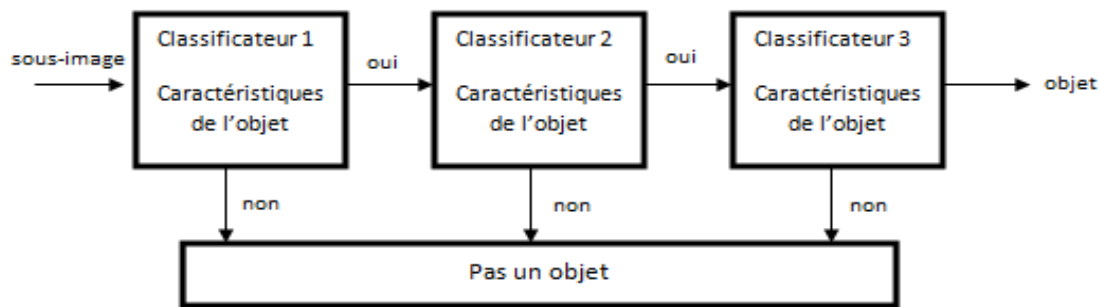 sous-image
Classificateur 1
Caractéristiques
de l'objet
oui
Classificateur 2
Caractéristiques
de l'objet
oui
Classificateur 3
Caractéristiques
de l'objet
objet
non
non
non
Pas un objet